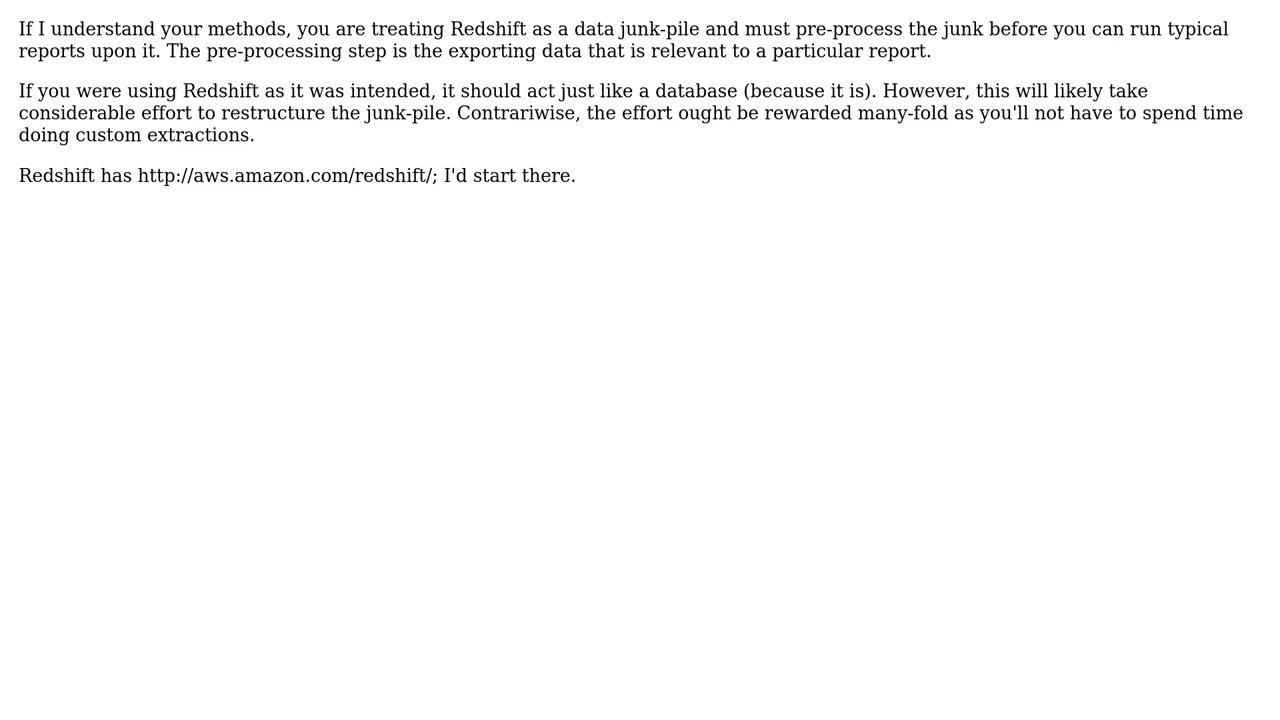 If I understand your methods, you are treating Redshift as a data junk-pile and must pre-process the junk before you can run typical
reports upon it. The pre-processing step is the exporting data that is relevant to a particular report.
If you were using Redshift as it was intended, it should act just like a database (because it is). However, this will likely take
considerable effort to restructure the junk-pile. Contrariwise, the effort ought be rewarded many-fold as you'll not have to spend time
doing custom extractions.
Redshift has http://aws.amazon.com/redshift/; I'd start there.